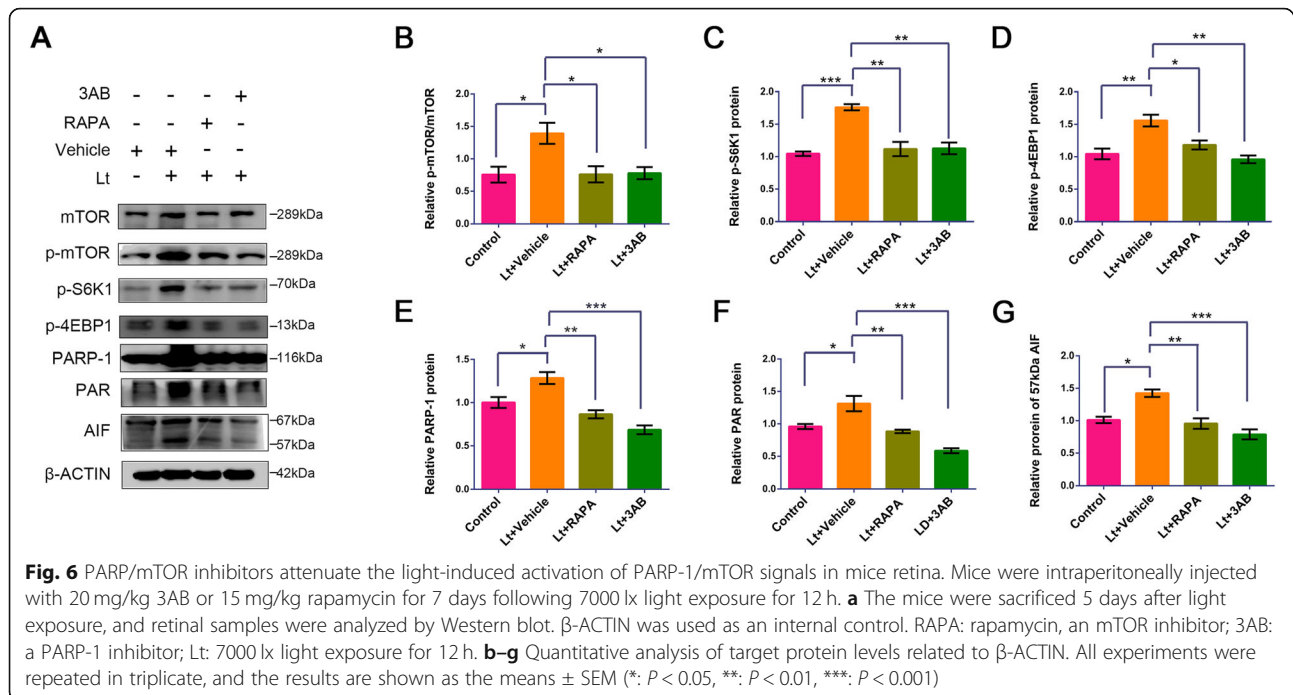 A
3AB - - - +
RAPA - - + -
Vehicle + + - -
Lt - + + +
mTOR -289kDa
p-mTOR -289kDa
p-S6K1 -70kDa
p-4EBP1 -13kDa
PARP-1 -116kDa
PAR
AIF -67kDa
-57kDa
β-ACTIN -42kDa
B
Relative p-mTOR/mTOR
2.0
1.5
1.0
0.5
0.0
*
*
*
Control
Lt+Vehicle
Lt+RAPA
Lt+3AB
C
Relative p-S6K1 protein
2.0
1.5
1.0
0.5
0.0
***
**
**
Control
Lt+Vehicle
Lt+RAPA
Lt+3AB
D
Relative p-4EBP1 protein
2.0
1.5
1.0
0.5
0.0
**
*
**
Control
Lt+Vehicle
Lt+RAPA
Lt+3AB
E
Relative PARP-1 protein
1.5
1.0
0.5
0.0
*
**
***
Control
Lt+Vehicle
Lt+RAPA
Lt+3AB
F
Relative PAR protein
2.0
1.5
1.0
0.5
0.0
*
**
***
Control
Lt+Vehicle
Lt+RAPA
LD+3AB
G
Relative prorein of 57kDa AIF
2.0
1.5
1.0
0.5
0.0
*
**
***
Control
Lt+Vehicle
Lt+RAPA
Lt+3AB
Fig. 6 PARP/mTOR inhibitors attenuate the light-induced activation of PARP-1/mTOR signals in mice retina. Mice were intraperitoneally injected
with 20 mg/kg 3AB or 15 mg/kg rapamycin for 7 days following 7000 lx light exposure for 12 h. a The mice were sacrificed 5 days after light
exposure, and retinal samples were analyzed by Western blot. β-ACTIN was used as an internal control. RAPA: rapamycin, an mTOR inhibitor; 3AB:
a PARP-1 inhibitor; Lt: 7000 lx light exposure for 12 h. b–g Quantitative analysis of target protein levels related to β-ACTIN. All experiments were
repeated in triplicate, and the results are shown as the means ± SEM (*: P < 0.05, **: P < 0.01, ***: P < 0.001)